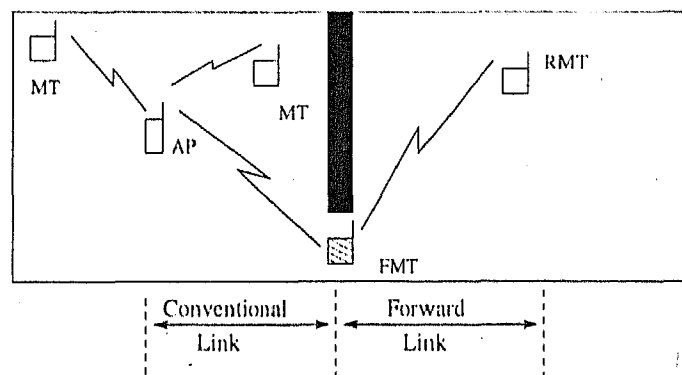 RMT
MT
MT
AP
FMT
Conventional
Link
Forward
Link